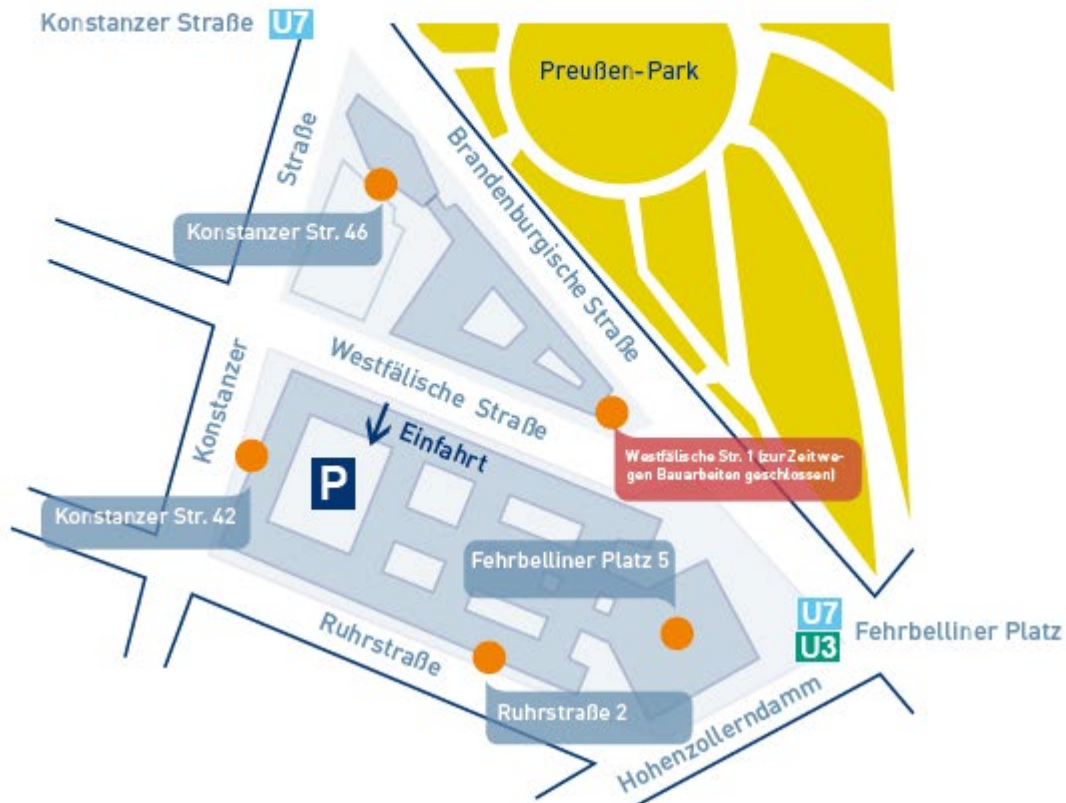 Konstanzer Straße U7
Preußen-Park
Straße
Brandenburgische Straße
Konstanzer Str. 46
Westfälische Straße
Konstanzer
Einfahrt
P
Westfälische Str. 1 (zur Zeit we-
gen Bauarbeiten geschlossen)
Konstanzer Str. 42
Fehrbelliner Platz 5
U7
U3
Fehrbelliner Platz
Ruhrstraße
Ruhrstraße 2
Hohenzollerndamm